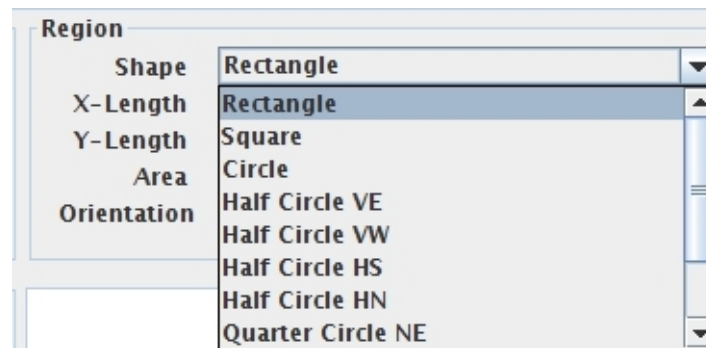 Region
Shape Rectangle
X-Length Rectangle
Y-Length Square
Area Circle
Orientation Half Circle VE
Half Circle VW
Half Circle HS
Half Circle HN
Quarter Circle NE